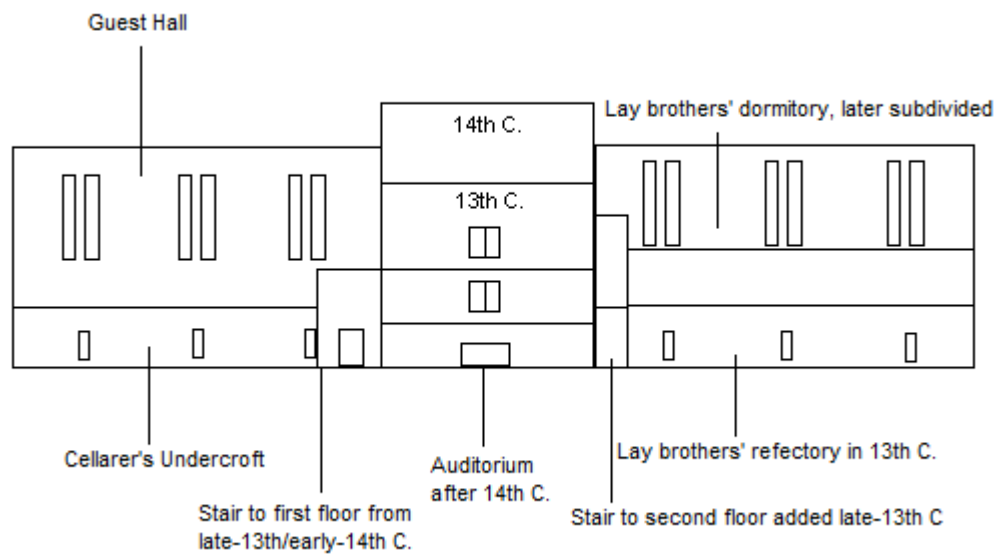 Guest Hall
14th C.
Lay brothers' dormitory, later subdivided
13th C.
Cellarer's Undercroft
Auditorium
after 14th C.
Lay brothers' refectory in 13th C.
Stair to first floor from
late-13th/early-14th C.
Stair to second floor added late-13th C